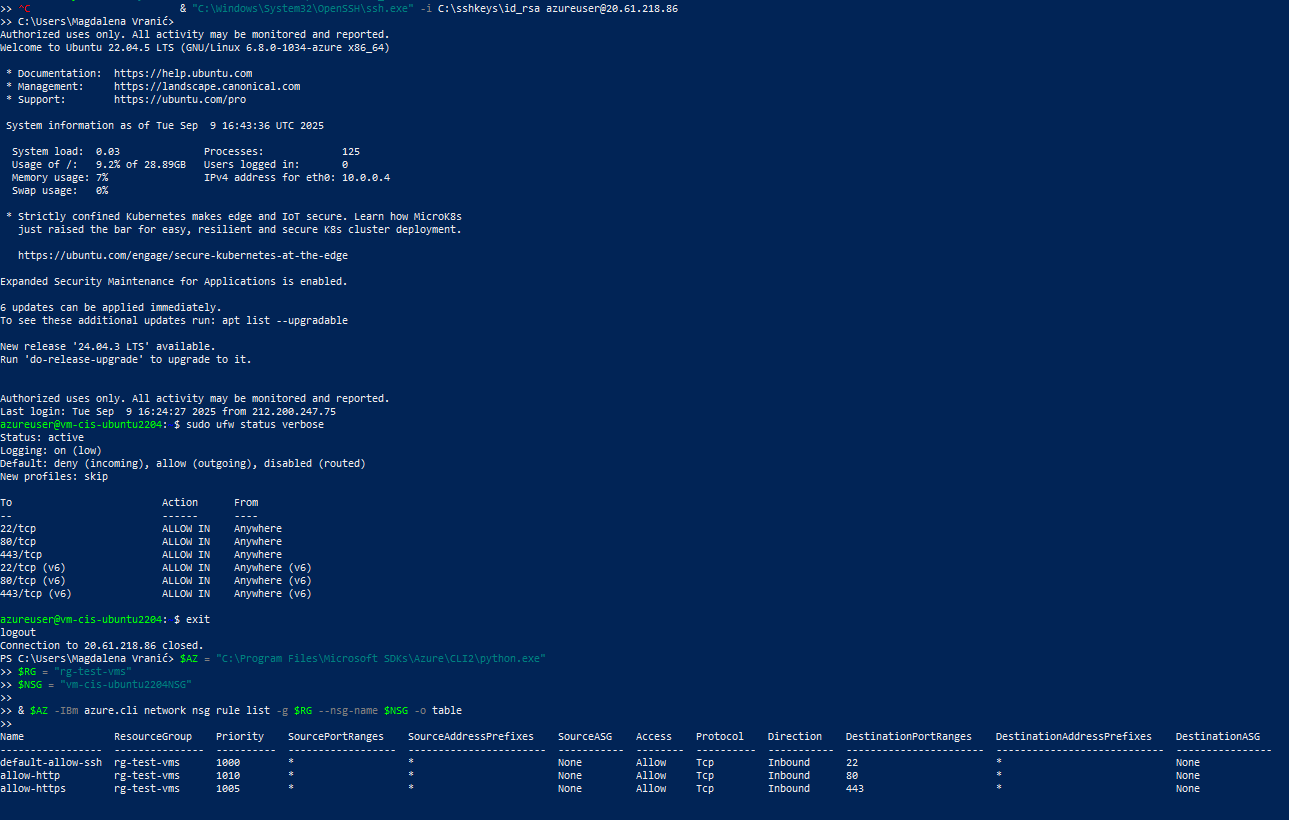 >> ^C                         & "C:\Windows\System32\OpenSSH\ssh.exe" -i C:\sshkeys\id_rsa azureuser@20.61.218.86
>> C:\Users\Magdalena Vranić>
Authorized uses only. All activity may be monitored and reported.
Welcome to Ubuntu 22.04.5 LTS (GNU/Linux 6.8.0-1034-azure x86_64)

 * Documentation:  https://help.ubuntu.com
 * Management:     https://landscape.canonical.com
 * Support:        https://ubuntu.com/pro

 System information as of Tue Sep  9 16:43:36 UTC 2025

  System load:  0.03              Processes:             125
  Usage of /:   9.2% of 28.89GB   Users logged in:       0
  Memory usage: 7%                IPv4 address for eth0: 10.0.0.4
  Swap usage:   0%

 * Strictly confined Kubernetes makes edge and IoT secure. Learn how MicroK8s
   just raised the bar for easy, resilient and secure K8s cluster deployment.

   https://ubuntu.com/engage/secure-kubernetes-at-the-edge

Expanded Security Maintenance for Applications is enabled.

6 updates can be applied immediately.
To see these additional updates run: apt list --upgradable

New release '24.04.3 LTS' available.
Run 'do-release-upgrade' to upgrade to it.


Authorized uses only. All activity may be monitored and reported.
Last login: Tue Sep  9 16:24:27 2025 from 212.200.247.75
azureuser@vm-cis-ubuntu2204: $ sudo ufw status verbose
Status: active
Logging: on (low)
Default: deny (incoming), allow (outgoing), disabled (routed)
New profiles: skip

To                         Action      From
--                         ------      ----
22/tcp                     ALLOW IN    Anywhere
80/tcp                     ALLOW IN    Anywhere
443/tcp                    ALLOW IN    Anywhere
22/tcp (v6)                ALLOW IN    Anywhere (v6)
80/tcp (v6)                ALLOW IN    Anywhere (v6)
443/tcp (v6)               ALLOW IN    Anywhere (v6)

azureuser@vm-cis-ubuntu2204: $ exit
logout
Connection to 20.61.218.86 closed.
PS C:\Users\Magdalena Vranić> $AZ = "C:\Program Files\Microsoft SDKs\Azure\CLI2\python.exe"
>> $RG = "rg-test-vms"
>> $NSG = "vm-cis-ubuntu2204NSG"
>>
>> & $AZ -IBm azure.cli network nsg rule list -g $RG --nsg-name $NSG -o table
>>
Name               ResourceGroup    Priority    SourcePortRanges    SourceAddressPrefixes    SourceASG    Access    Protocol    Direction    DestinationPortRanges    DestinationAddressPrefixes    DestinationASG
-----------------  ---------------  ----------  ------------------  -----------------------  -----------  --------  ----------  -----------  -----------------------  ----------------------------  ----------------
default-allow-ssh  rg-test-vms      1000        *                   *                        None         Allow     Tcp         Inbound      22                       *                             None
allow-http         rg-test-vms      1010        *                   *                        None         Allow     Tcp         Inbound      80                       *                             None
allow-https        rg-test-vms      1005        *                   *                        None         Allow     Tcp         Inbound      443                      *                             None